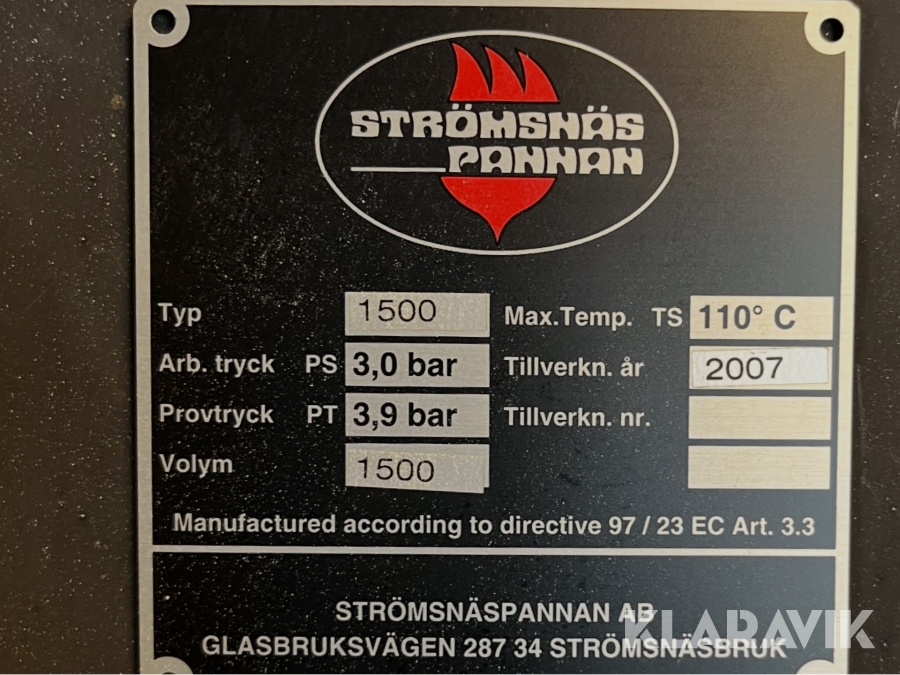 STRÖMSNÄS
PANNAN
Typ 1500 Max.Temp. TS 110° C
Arb. tryck PS 3,0 bar Tillverkn. år 2007
Provtryck PT 3,9 bar Tillverkn. nr.
Volym 1500
Manufactured according to directive 97 / 23 EC Art. 3.3
STRÖMSNÄSPANNAN AB
GLASBRUKSVÄGEN 287 34 STRÖMSNÄSBRUK
KLARAVIK